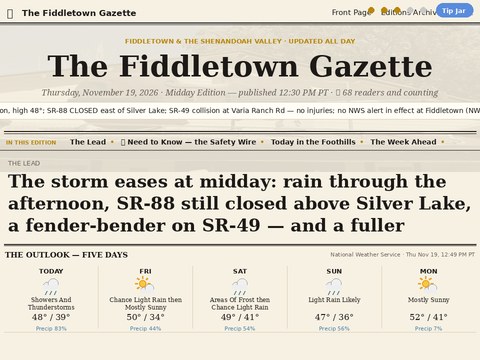 The Fiddletown Gazette
Front Page Editions Archiv
Tip Jar
FIDDLETOWN & THE SHENANDOAH VALLEY · UPDATED ALL DAY
The Fiddletown Gazette
Thursday, November 19, 2026 · Midday Edition — published 12:30 PM PT · 68 readers and counting
on, high 48°; SR-88 CLOSED east of Silver Lake; SR-49 collision at Varia Ranch Rd — no injuries; no NWS alert in effect at Fiddletown (NW
IN THIS EDITION The Lead • Need to Know — the Safety Wire • Today in the Foothills • The Week Ahead •
THE LEAD
The storm eases at midday: rain through the
afternoon, SR-88 still closed above Silver Lake,
a fender-bender on SR-49 — and a fuller
THE OUTLOOK — FIVE DAYS
National Weather Service · Thu Nov 19, 12:49 PM PT
TODAY
Showers And
Thunderstorms
48° / 39°
Precip 83%
FRI
Chance Light Rain then
Mostly Sunny
50° / 34°
Precip 44%
SAT
Areas Of Frost then
Chance Light Rain
49° / 41°
Precip 54%
SUN
Light Rain Likely
47° / 36°
Precip 56%
MON
Mostly Sunny
52° / 41°
Precip 7%